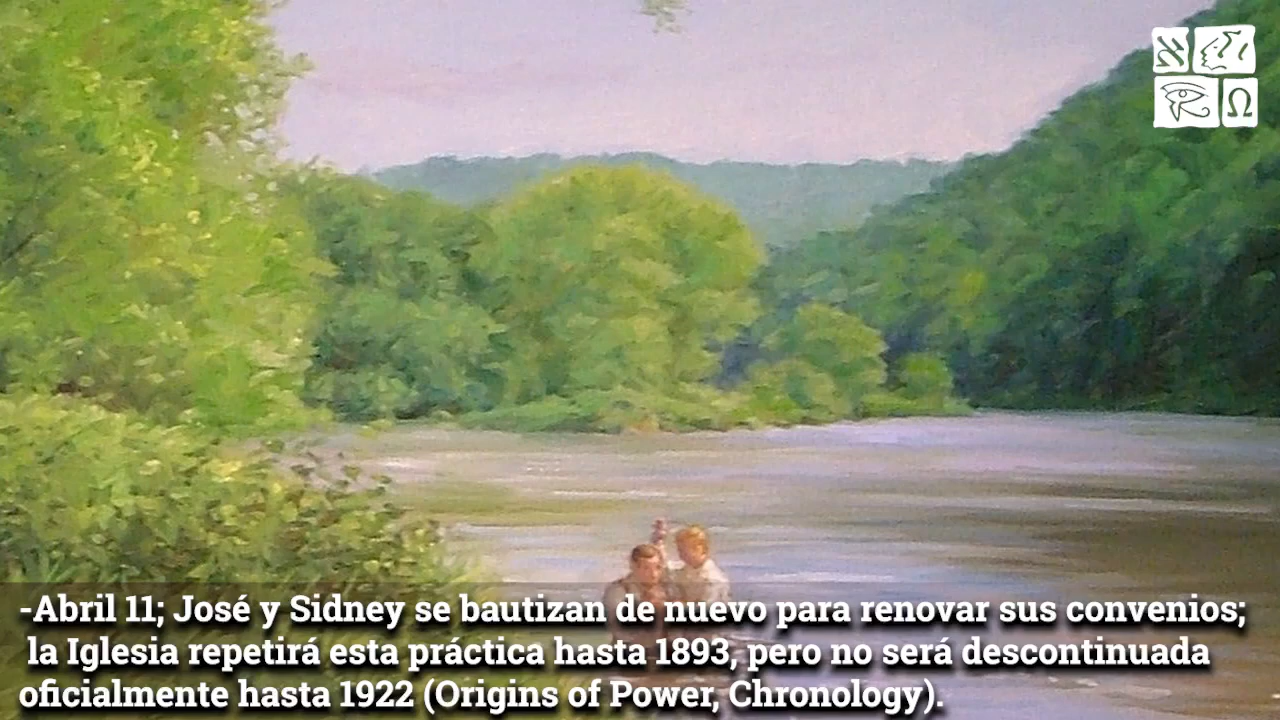 א
Ω
-Abril 11; José y Sidney se bautizan de nuevo para renovar sus convenios;
la Iglesia repetirá esta práctica hasta 1893, pero no será descontinuada
oficialmente hasta 1922 (Origins of Power, Chronology).